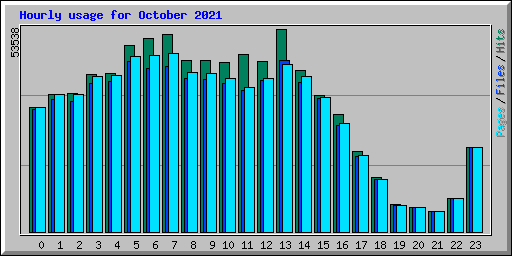 Hourly usage for October 2021
53538
Pages/Files/Hits
0 1 2 3 4 5 6 7 8 9 10 11 12 13 14 15 16 17 18 19 20 21 22 23